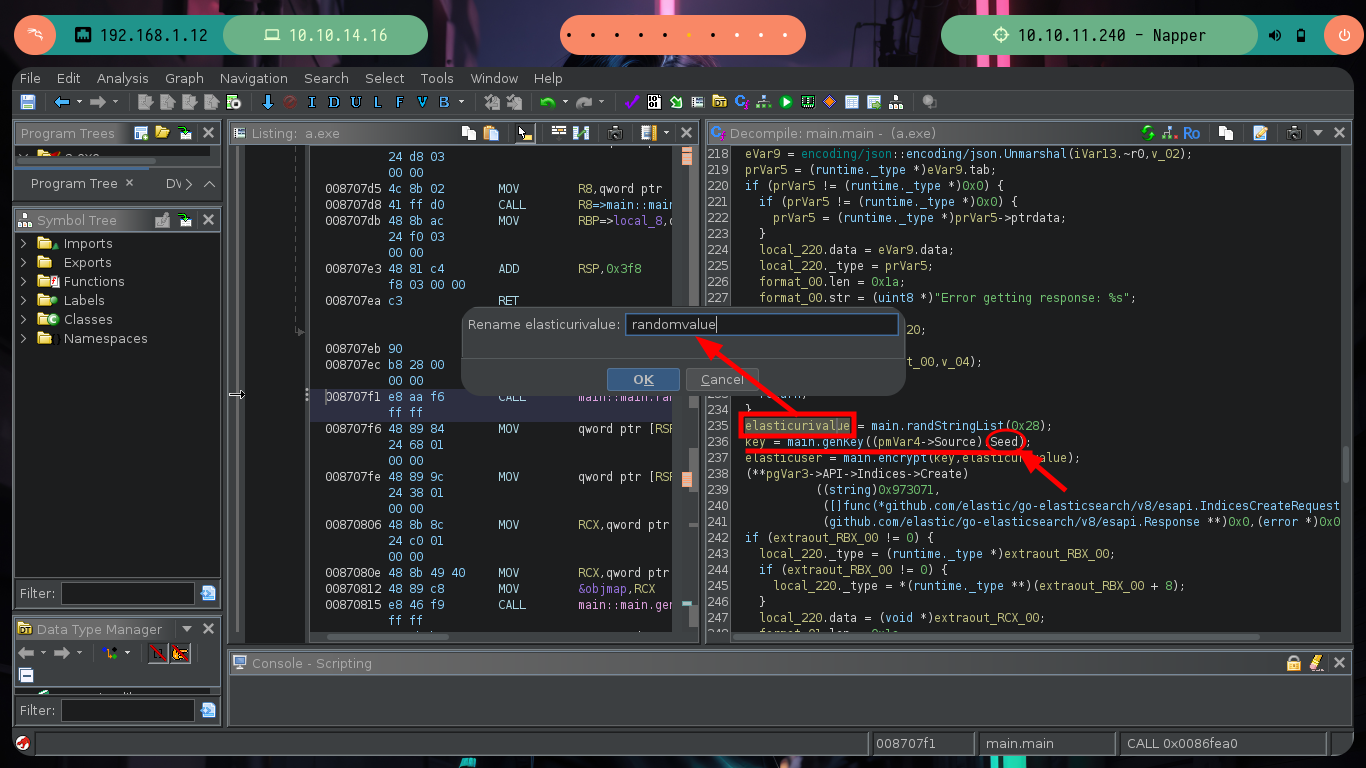 192.168.1.12
10.10.14.16
10.10.11.240 - Napper
File Edit Analysis Graph Navigation Search Select Tools Window Help
I D U L F V B
Program Trees
Program Tree ×
DV
Symbol Tree
Imports
Exports
Functions
Labels
Classes
Namespaces
Filter:
Data Type Manager
Filter:
Listing: a.exe
24 d8 03
00 00
008707d5 4c 8b 02 MOV R8,qword ptr
008707d8 41 ff d0 CALL R8=>main::mai
008707db 48 8b ac MOV RBP=>local_8,
24 f0 03
00 00
008707e3 48 81 c4 ADD RSP,0x3f8
f8 03 00 00
008707ea c3 RET
008707eb 90
008707ec b8 28 00
00 00
008707f1 e8 aa f6 CALL main::main.ra
ff ff
008707f6 48 89 84 MOV qword ptr [RS
24 68 01
00 00
008707fe 48 89 9c MOV qword ptr [RS
24 38 01
00 00
00870806 48 8b 8c MOV RCX,qword ptr
24 c0 01
00 00
0087080e 48 8b 49 40 MOV RCX,qword ptr
00870812 48 89 c8 MOV &objmap,RCX
00870815 e8 46 f9 CALL main::main.gen
ff ff
Rename elasticurivalue: randomvalue
OK Cancel
Decompile: main.main - (a.exe)
Ro
218 eVar9 = encoding/json::encoding/json.Unmarshal(iVar13.~r0,v_02);
219 prVar5 = (runtime._type *)eVar9.tab;
220 if (prVar5 != (runtime._type *)0x0) {
221 if (prVar5 != (runtime._type *)0x0) {
222 prVar5 = (runtime._type *)prVar5->ptrdata;
223 }
224 local_220.data = eVar9.data;
225 local_220._type = prVar5;
226 format_00.len = 0x1a;
227 format_00.str = (uint8 *)"Error getting response: %s";
20;
t_00,v_04);
234 }
235 elasticurivalue = main.randStringList(0x28);
236 key = main.genKey((pmVar4->Source).Seed);
237 elasticuser = main.encrypt(key,elasticurivalue);
238 (**pgVar3->API->Indices->Create)
239 ((string)0x973071,
240 ([]func(*github.com/elastic/go-elasticsearch/v8/esapi.IndicesCreateRequest
241 (github.com/elastic/go-elasticsearch/v8/esapi.Response **)0x0,(error *)0x0
242 if (extraout_RBX_00 != 0) {
243 local_220._type = (runtime._type *)extraout_RBX_00;
244 if (extraout_RBX_00 != 0) {
245 local_220._type = *(runtime._type **)(extraout_RBX_00 + 8);
246 }
247 local_220.data = (void *)extraout_RCX_00;
Console - Scripting
008707f1 main.main CALL 0x0086fea0